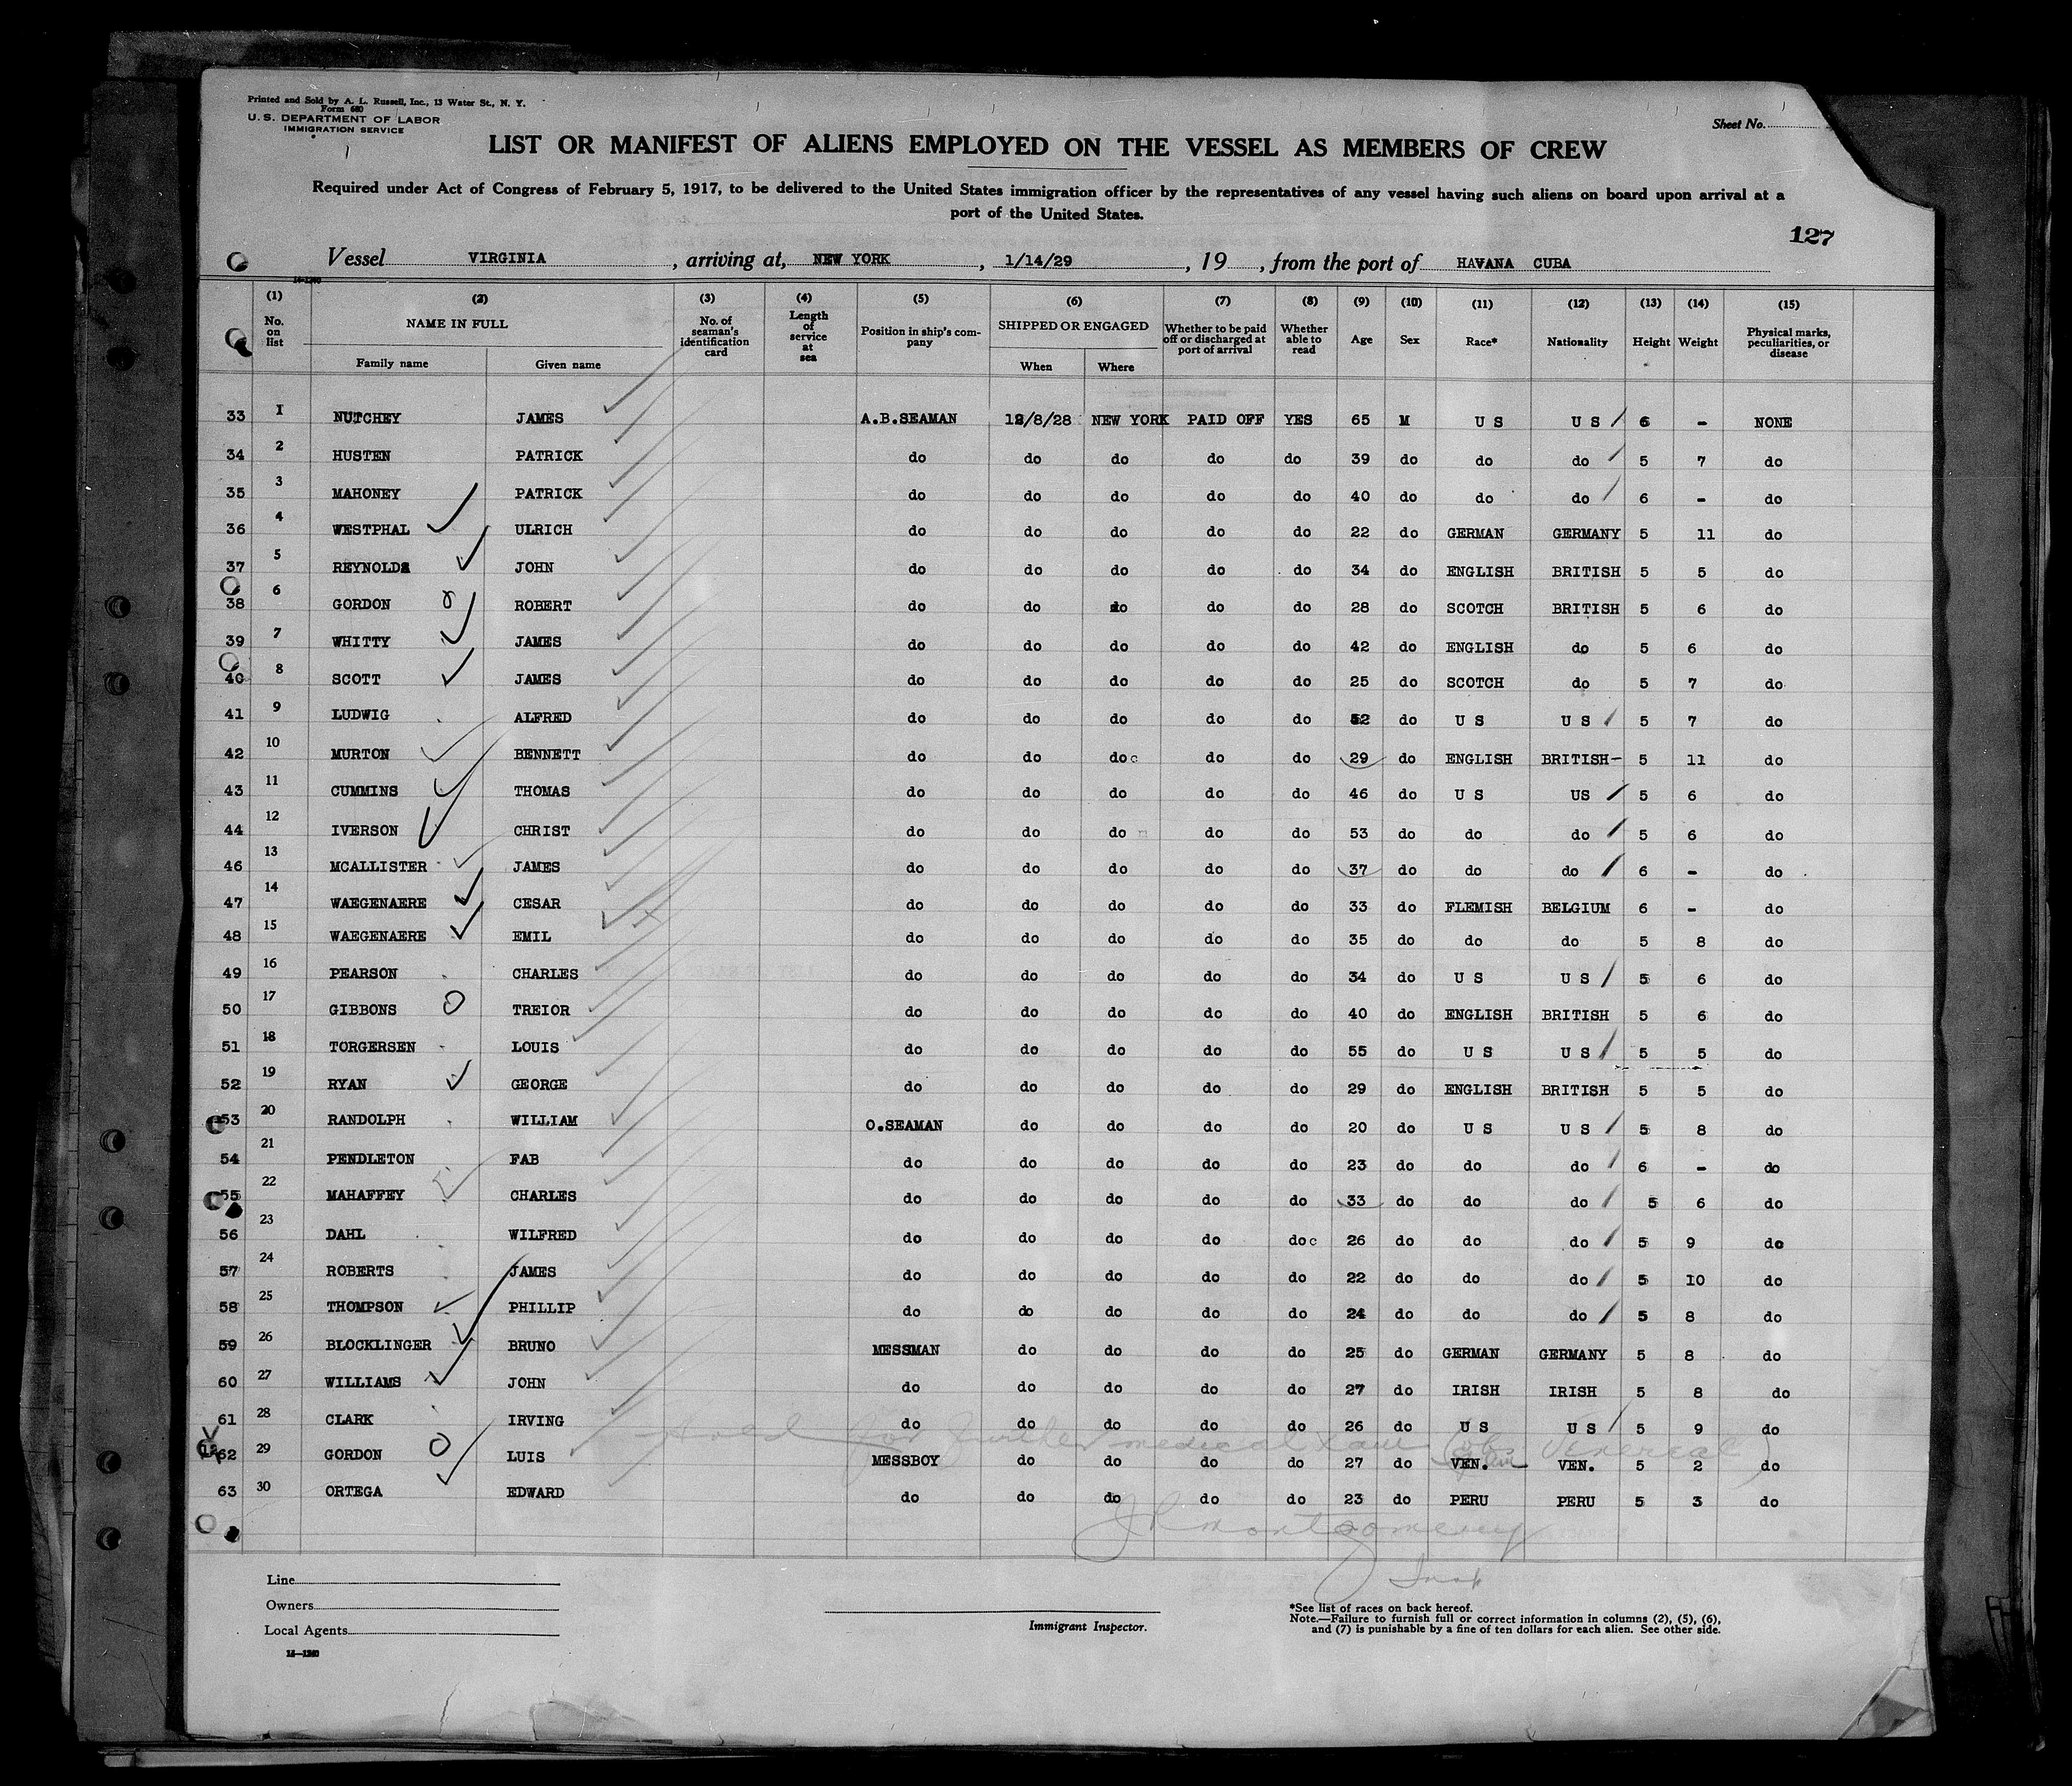 Printed and Sold by A. L. Russell, Inc., 13 Water St., N. Y.
Form 680
U. S. DEPARTMENT OF LABOR
IMMIGRATION SERVICE
Sheet No.
LIST OR MANIFEST OF ALIENS EMPLOYED ON THE VESSEL AS MEMBERS OF CREW
Required under Act of Congress of February 5, 1917, to be delivered to the United States immigration officer by the representatives of any vessel having such aliens on board upon arrival at a
port of the United States.
127
Vessel VIRGINIA, arriving at, NEW YORK, 1/14/29, 19, from the port of HAVANA CUBA
(1) (2) (3) (4) (5) (6) (7) (8) (9) (10) (11) (12) (13) (14) (15)
No. on list NAME IN FULL Family name Given name No. of seaman's identification card Length of service at sea Position in ship's company SHIPPED OR ENGAGED When Where Whether to be paid off or discharged at port of arrival Whether able to read Age Sex Race* Nationality Height Weight Physical marks, peculiarities, or disease
33 1 NUTCHEY JAMES A.B.SEAMAN 12/8/28 NEW YORK PAID OFF YES 65 M U S U S 6 - NONE
34 2 HUSTEN PATRICK do do do do do 39 do do do 5 7 do
35 3 MAHONEY PATRICK do do do do do 40 do do do 6 - do
36 4 WESTPHAL ULRICH do do do do do 22 do GERMAN GERMANY 5 11 do
37 5 REYNOLDS JOHN do do do do do 34 do ENGLISH BRITISH 5 5 do
38 6 GORDON ROBERT do do do do do 28 do SCOTCH BRITISH 5 6 do
39 7 WHITTY JAMES do do do do do 42 do ENGLISH do 5 6 do
40 8 SCOTT JAMES do do do do do 25 do SCOTCH do 5 7 do
41 9 LUDWIG ALFRED do do do do do 52 do U S U S 5 7 do
42 10 MURTON BENNETT do do do do do 29 do ENGLISH BRITISH 5 11 do
43 11 CUMMINS THOMAS do do do do do 46 do U S US 5 6 do
44 12 IVERSON CHRIST do do do do do 53 do do do 5 6 do
46 13 MCALLISTER JAMES do do do do do 37 do do do 6 - do
47 14 WAEGENAERE CESAR do do do do do 33 do FLEMISH BELGIUM 6 - do
48 15 WAEGENAERE EMIL do do do do do 35 do do do 5 8 do
49 16 PEARSON CHARLES do do do do do 34 do U S U S 5 6 do
50 17 GIBBONS TREIOR do do do do do 40 do ENGLISH BRITISH 5 6 do
51 18 TORGERSEN LOUIS do do do do do 55 do U S U S 5 5 do
52 19 RYAN GEORGE do do do do do 29 do ENGLISH BRITISH 5 5 do
53 20 RANDOLPH WILLIAM O.SEAMAN do do do do 20 do U S U S 5 8 do
54 21 PENDLETON FAB do do do do do 23 do do do 6 - do
55 22 MAHAFFEY CHARLES do do do do do 33 do do do 5 6 do
56 23 DAHL WILFRED do do do do do 26 do do do 5 9 do
57 24 ROBERTS JAMES do do do do do 22 do do do 5 10 do
58 25 THOMPSON PHILLIP do do do do do 24 do do do 5 8 do
59 26 BLOCKLINGER BRUNO MESSMAN do do do do 25 do GERMAN GERMANY 5 8 do
60 27 WILLIAMS JOHN do do do do do 27 do IRISH IRISH 5 8 do
61 28 CLARK IRVING do do do do do 26 do U S U S 5 9 do
for further medical exam Venereal
62 29 GORDON LUIS MESSBOY do do do do 27 do VEN. VEN. 5 2 do
63 30 ORTEGA EDWARD do do do do do 23 do PERU PERU 5 3 do
J R Montgomery
Insp
Line
Owners
Local Agents
Immigrant Inspector.
*See list of races on back hereof.
Note.—Failure to furnish full or correct information in columns (2), (5), (6),
and (7) is punishable by a fine of ten dollars for each alien. See other side.
14—1240